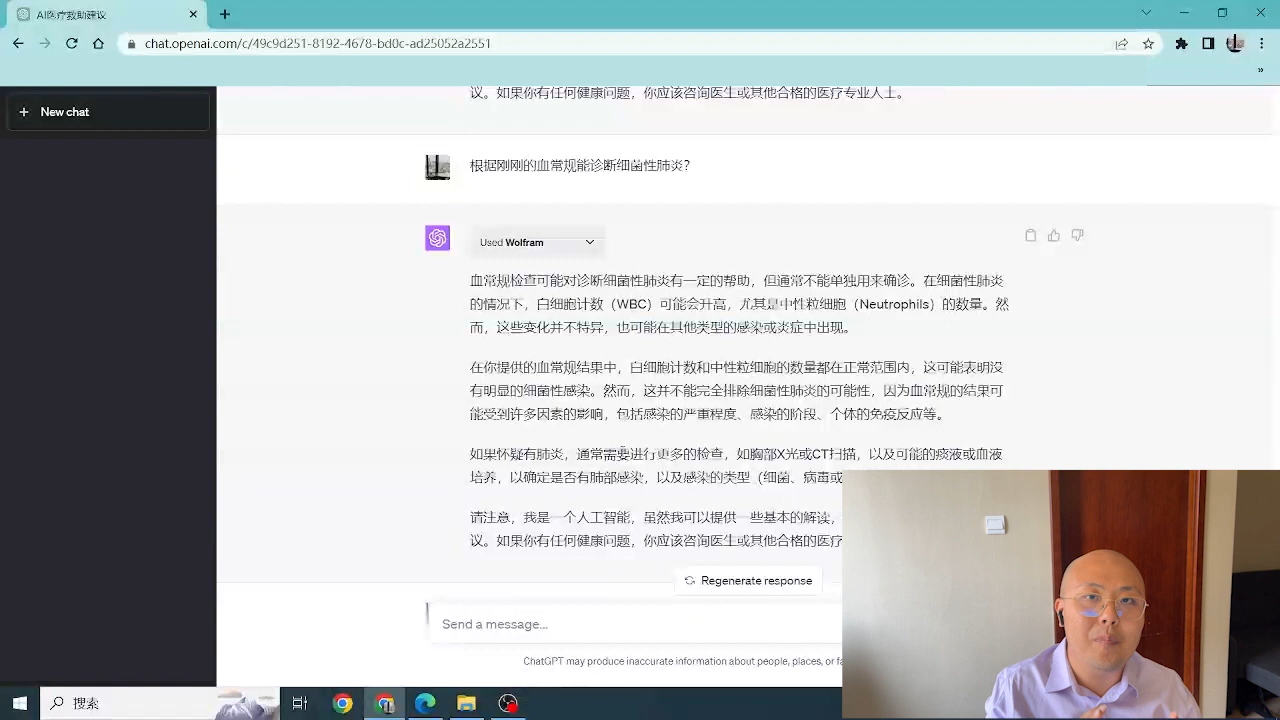 AI医疗救助建议
chat.openai.com/c/49c9d251-8192-4678-bd0c-ad25052a2551
New chat
议。如果你有任何健康问题，你应该咨询医生或其他合格的医疗专业人士。
根据刚刚的血常规能诊断细菌性肺炎?
Used Wolfram
血常规检查可能对诊断细菌性肺炎有一定的帮助，但通常不能单独用来确诊。在细菌性肺炎
的情况下，白细胞计数（WBC）可能会升高，尤其是中性粒细胞（Neutrophils）的数量。然
而，这些变化并不特异，也可能在其他类型的感染或炎症中出现。
在你提供的血常规结果中，白细胞计数和中性粒细胞的数量都在正常范围内，这可能表明没
有明显的细菌性感染。然而，这并不能完全排除细菌性肺炎的可能性，因为血常规的结果可
能受到许多因素的影响，包括感染的严重程度、感染的阶段、个体的免疫反应等。
如果怀疑有肺炎，通常需要进行更多的检查，如胸部X光或CT扫描，以及可能的痰液或血液
培养，以确定是否有肺部感染，以及感染的类型（细菌、病毒或
请注意，我是一个人工智能，虽然我可以提供一些基本的解读，
议。如果你有任何健康问题，你应该咨询医生或其他合格的医疗
Regenerate response
Send a message...
ChatGPT may produce inaccurate information about people, places, or
搜索